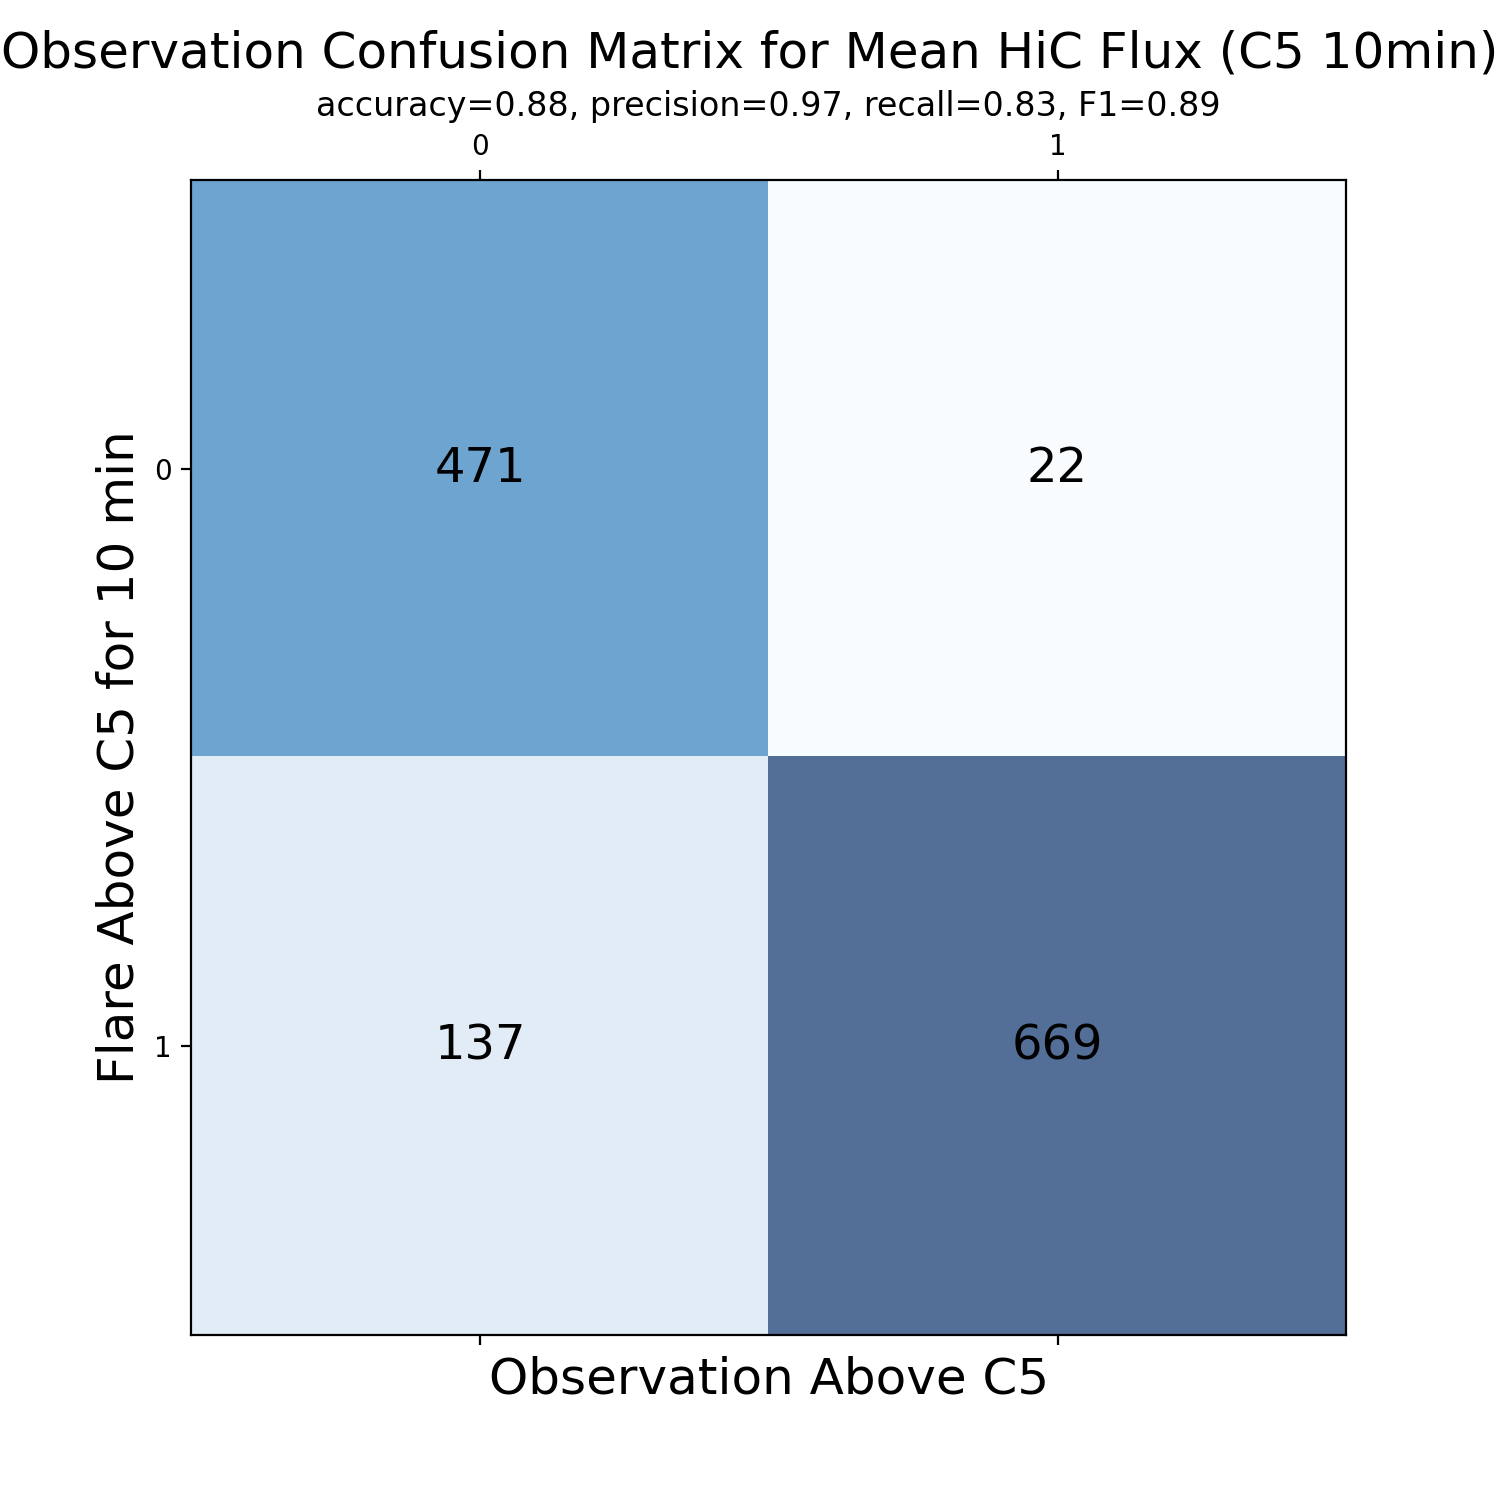 Observation Confusion Matrix for Mean HiC Flux (C5 10min)
accuracy=0.88, precision=0.97, recall=0.83, F1=0.89
0 1
Flare Above C5 for 10 min
0
471 22
1
137 669
Observation Above C5